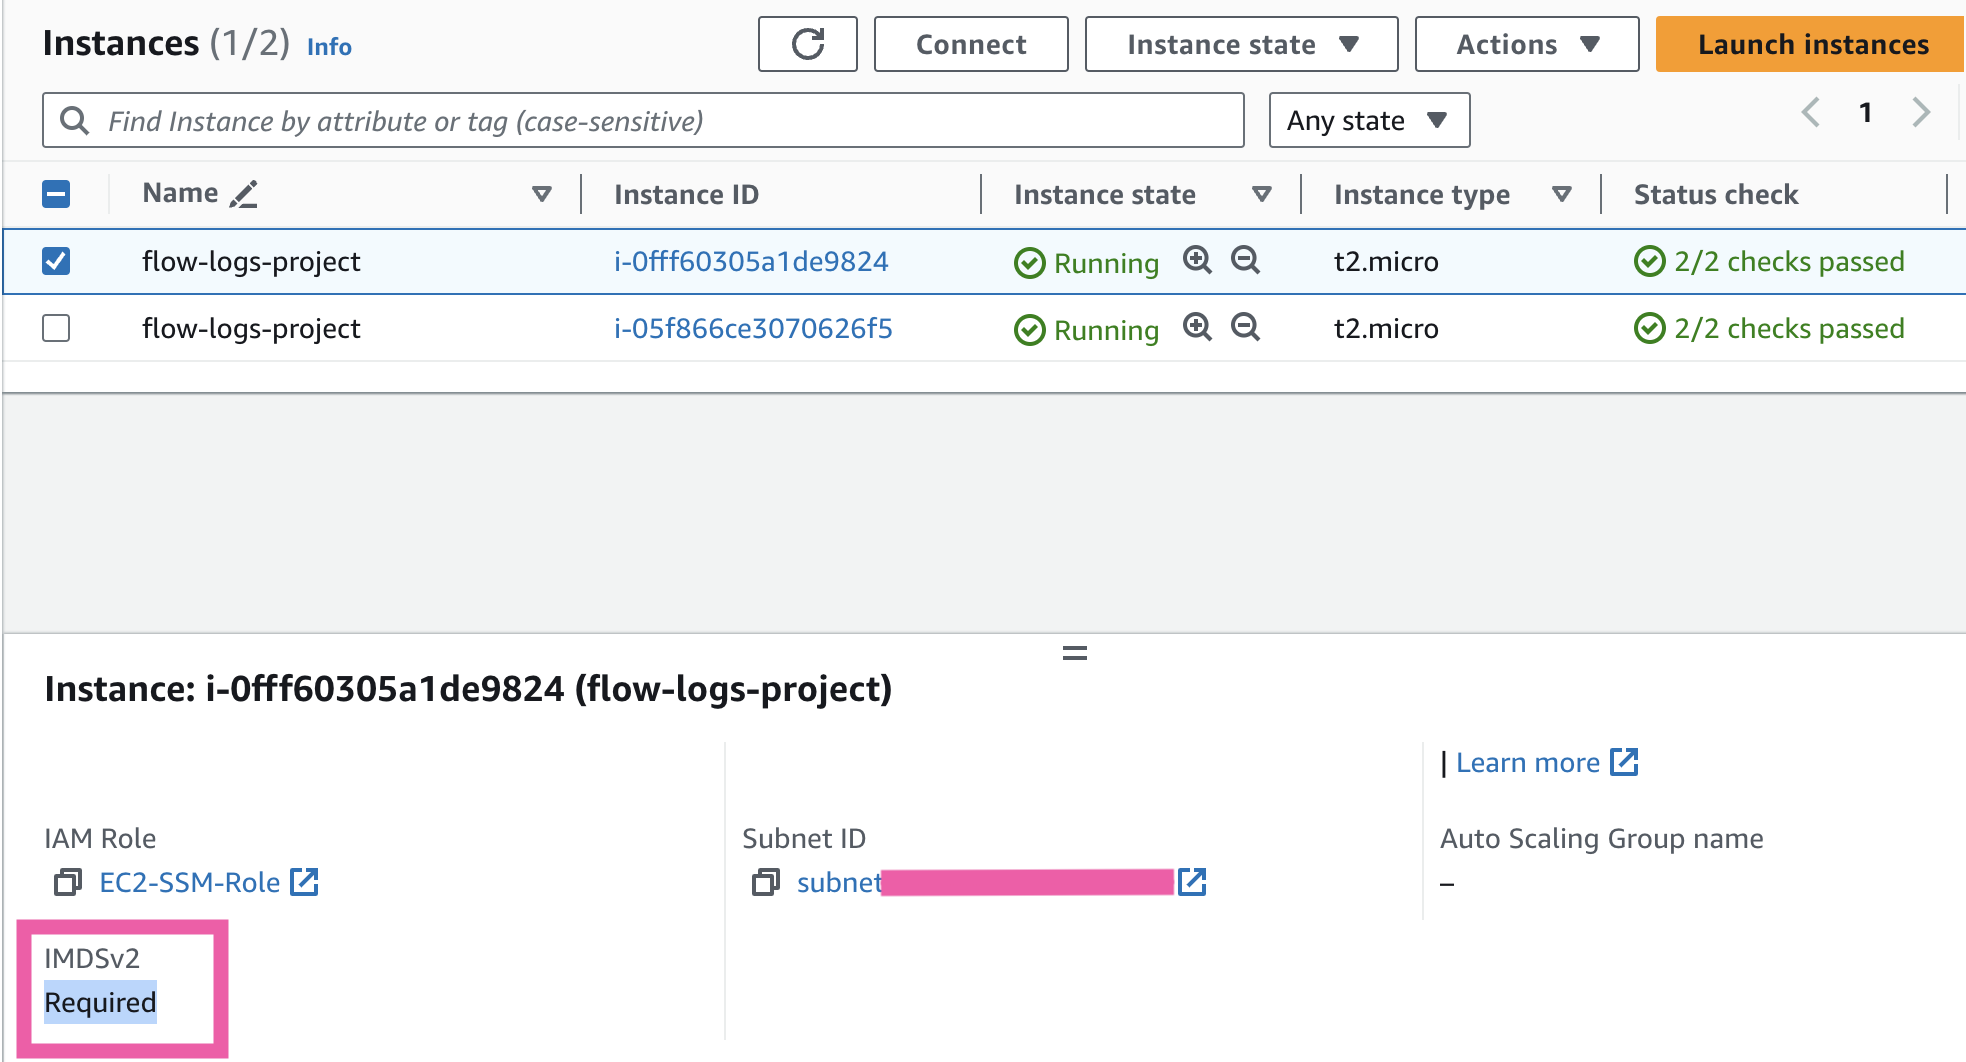 Instances (1/2) Info Connect Instance state Actions Launch instances
Find Instance by attribute or tag (case-sensitive) Any state 1
Name Instance ID Instance state Instance type Status check
flow-logs-project i-0fff60305a1de9824 Running t2.micro 2/2 checks passed
flow-logs-project i-05f866ce3070626f5 Running t2.micro 2/2 checks passed
Instance: i-0fff60305a1de9824 (flow-logs-project)
| Learn more
IAM Role Subnet ID Auto Scaling Group name
EC2-SSM-Role subnet –
IMDSv2
Required